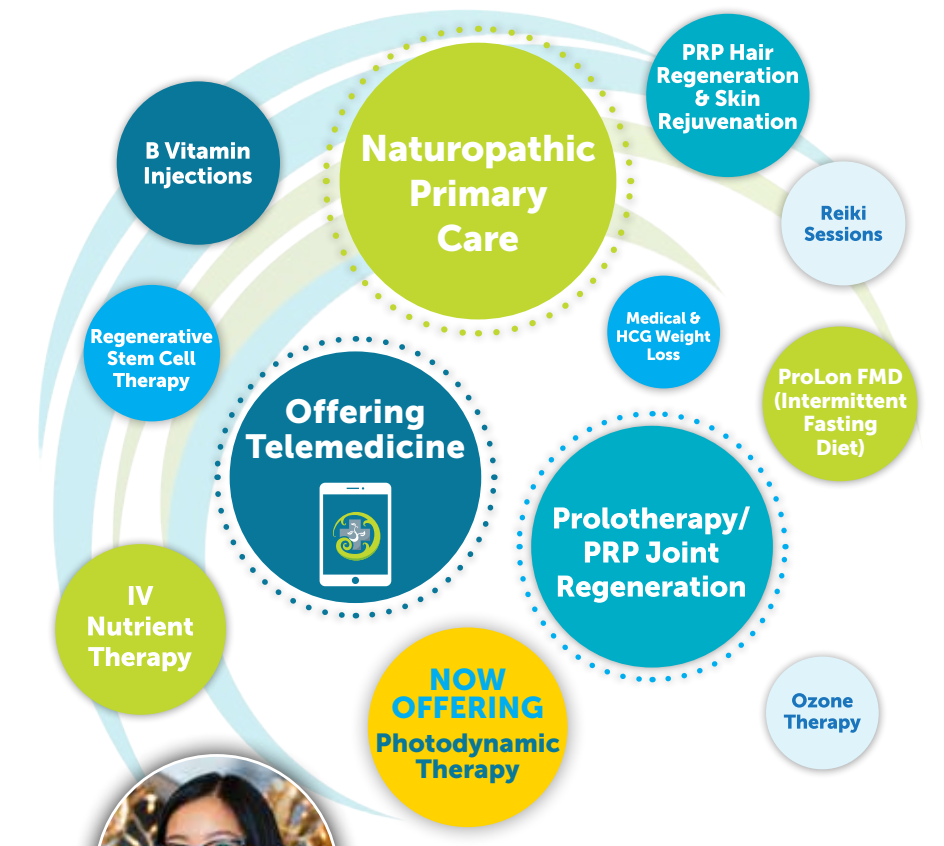 PRP Hair
Regeneration
& Skin
Rejuvenation
B Vitamin
Injections
Naturopathic
Primary
Care
Reiki
Sessions
Regenerative
Stem Cell
Therapy
Medical &
HCG Weight
Loss
ProLon FMD
(Intermittent
Fasting
Diet)
Offering
Telemedicine
Prolotherapy/
PRP Joint
Regeneration
IV
Nutrient
Therapy
NOW
OFFERING
Photodynamic
Therapy
Ozone
Therapy